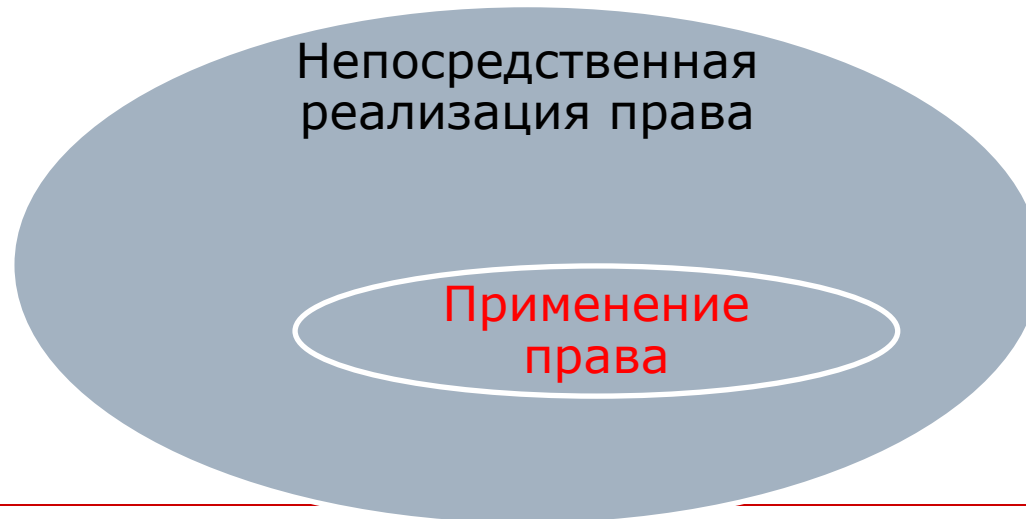 Непосредственная
реализация права
Применение
права